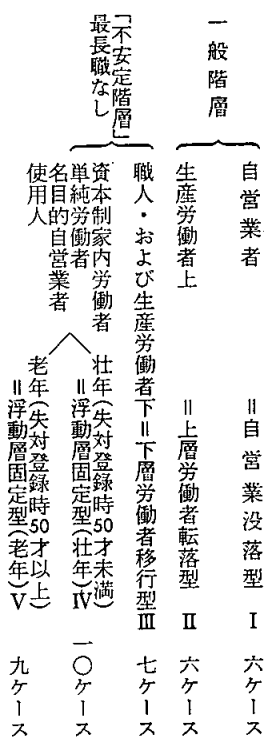 一般階層
自営業者＝自営業没落型 Ⅰ 六ケース
生産労働者上＝上層労働者転落型 Ⅱ 六ケース
職人・および生産労働者下＝下層労働者移行型Ⅲ 七ケース
「不安定階層」
最長職なし
資本制家内労働者
単純労働者
名目的自営業者
使用人
壮年（失対登録時50才未満）
＝浮動層固定型（壮年）Ⅳ 一〇ケース
老年（失対登録時50才以上）
＝浮動層固定型（老年）Ⅴ 九ケース